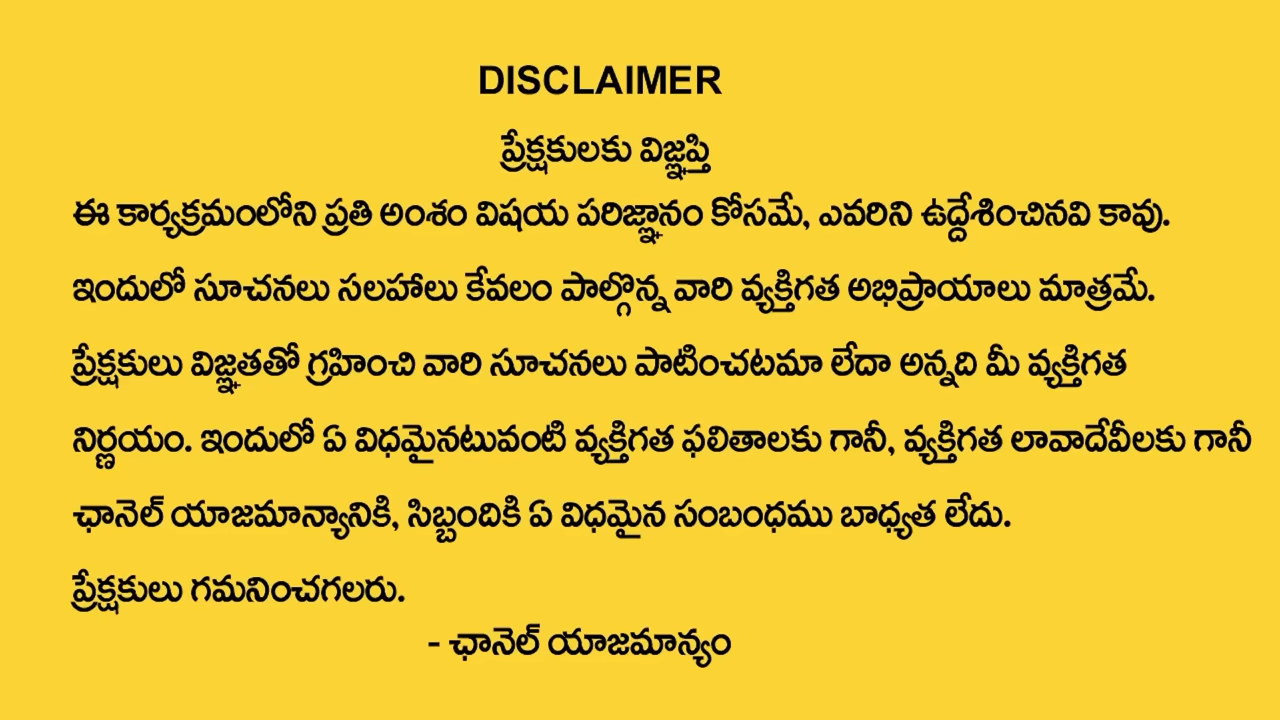 DISCLAIMER
ప్రేక్షకులకు విజ్ఞప్తి
ఈ కార్యక్రమంలోని ప్రతి అంశం విషయ పరిజ్ఞానం కోసమే, ఎవరిని ఉద్దేశించినవి కావు.
ఇందులో సూచనలు సలహాలు కేవలం పాల్గొన్న వారి వ్యక్తిగత అభిప్రాయాలు మాత్రమే.
ప్రేక్షకులు విజ్ఞతతో గ్రహించి వారి సూచనలు పాటించటమా లేదా అన్నది మీ వ్యక్తిగత
నిర్ణయం. ఇందులో ఏ విధమైనటువంటి వ్యక్తిగత ఫలితాలకు గానీ, వ్యక్తిగత లావాదేవీలకు గానీ
ఛానెల్ యాజమాన్యానికి, సిబ్బందికి ఏ విధమైన సంబంధము బాధ్యత లేదు.
ప్రేక్షకులు గమనించగలరు.
- ఛానెల్ యాజమాన్యం